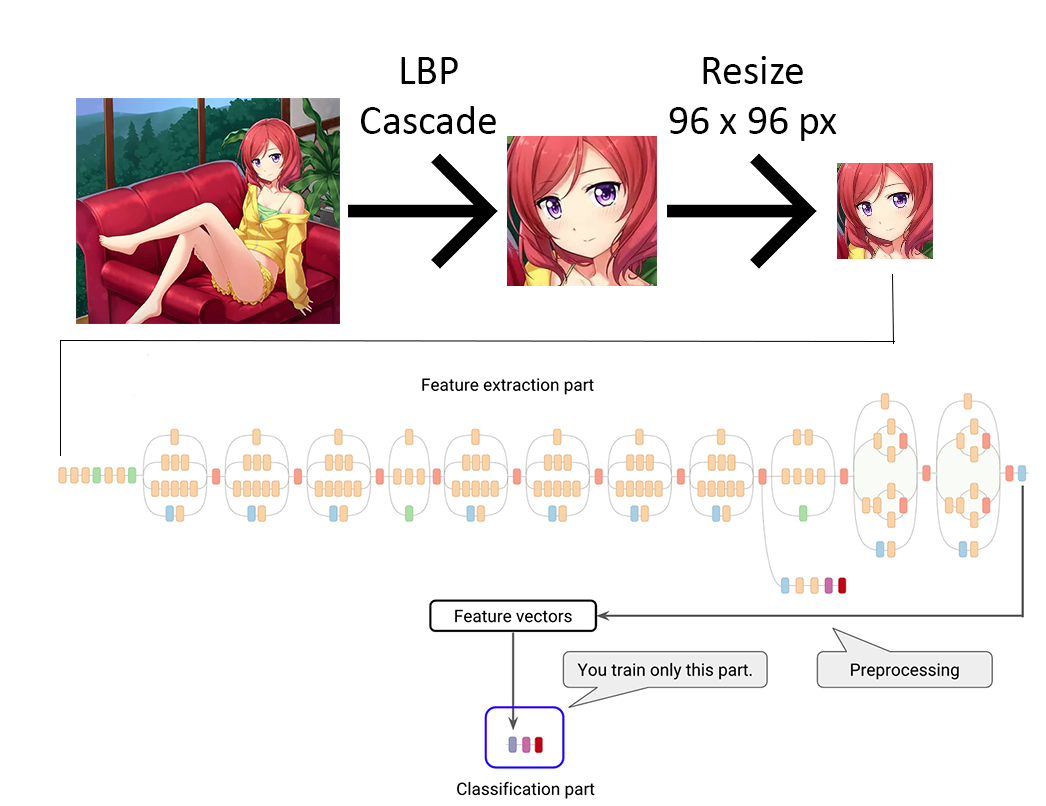 LBP
Cascade
Resize
96 x 96 px
Feature extraction part
Feature vectors
You train only this part.
Preprocessing
Classification part